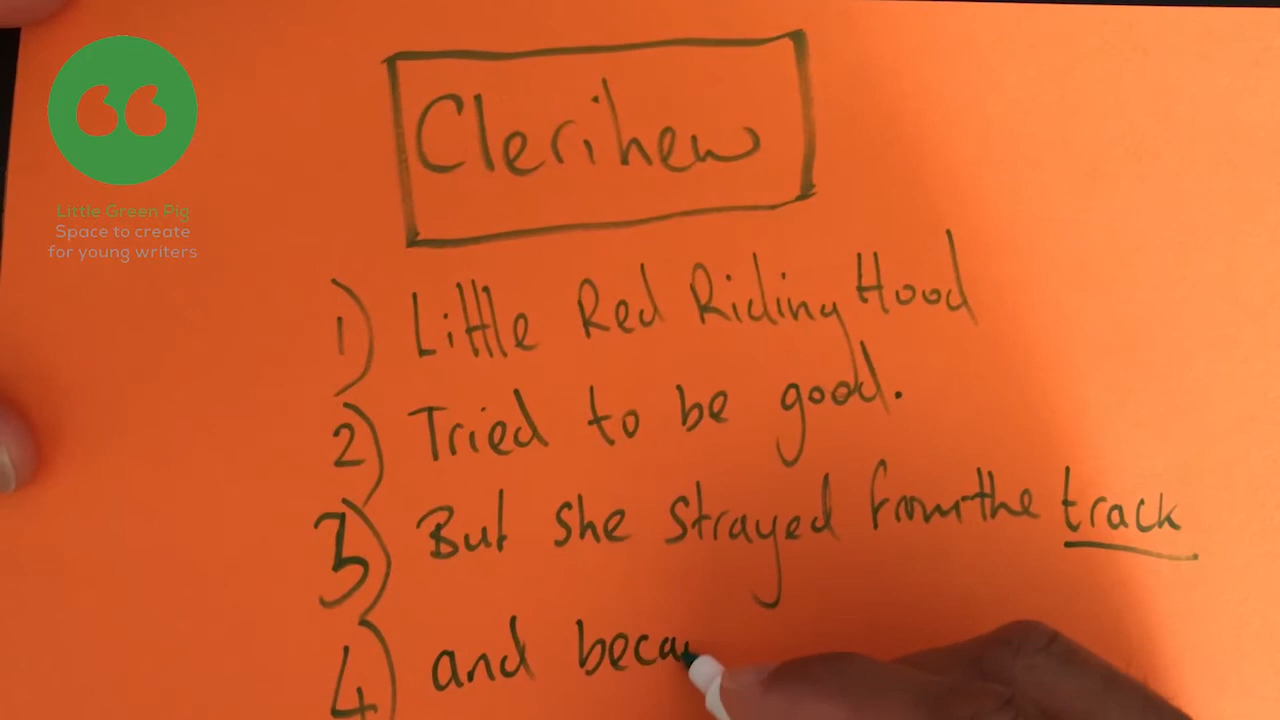 Little Green Pig
Space to create
for young writers
Clerihew
1) Little Red Riding Hood
2) Tried to be good.
3) But she strayed from the track
4) and beca